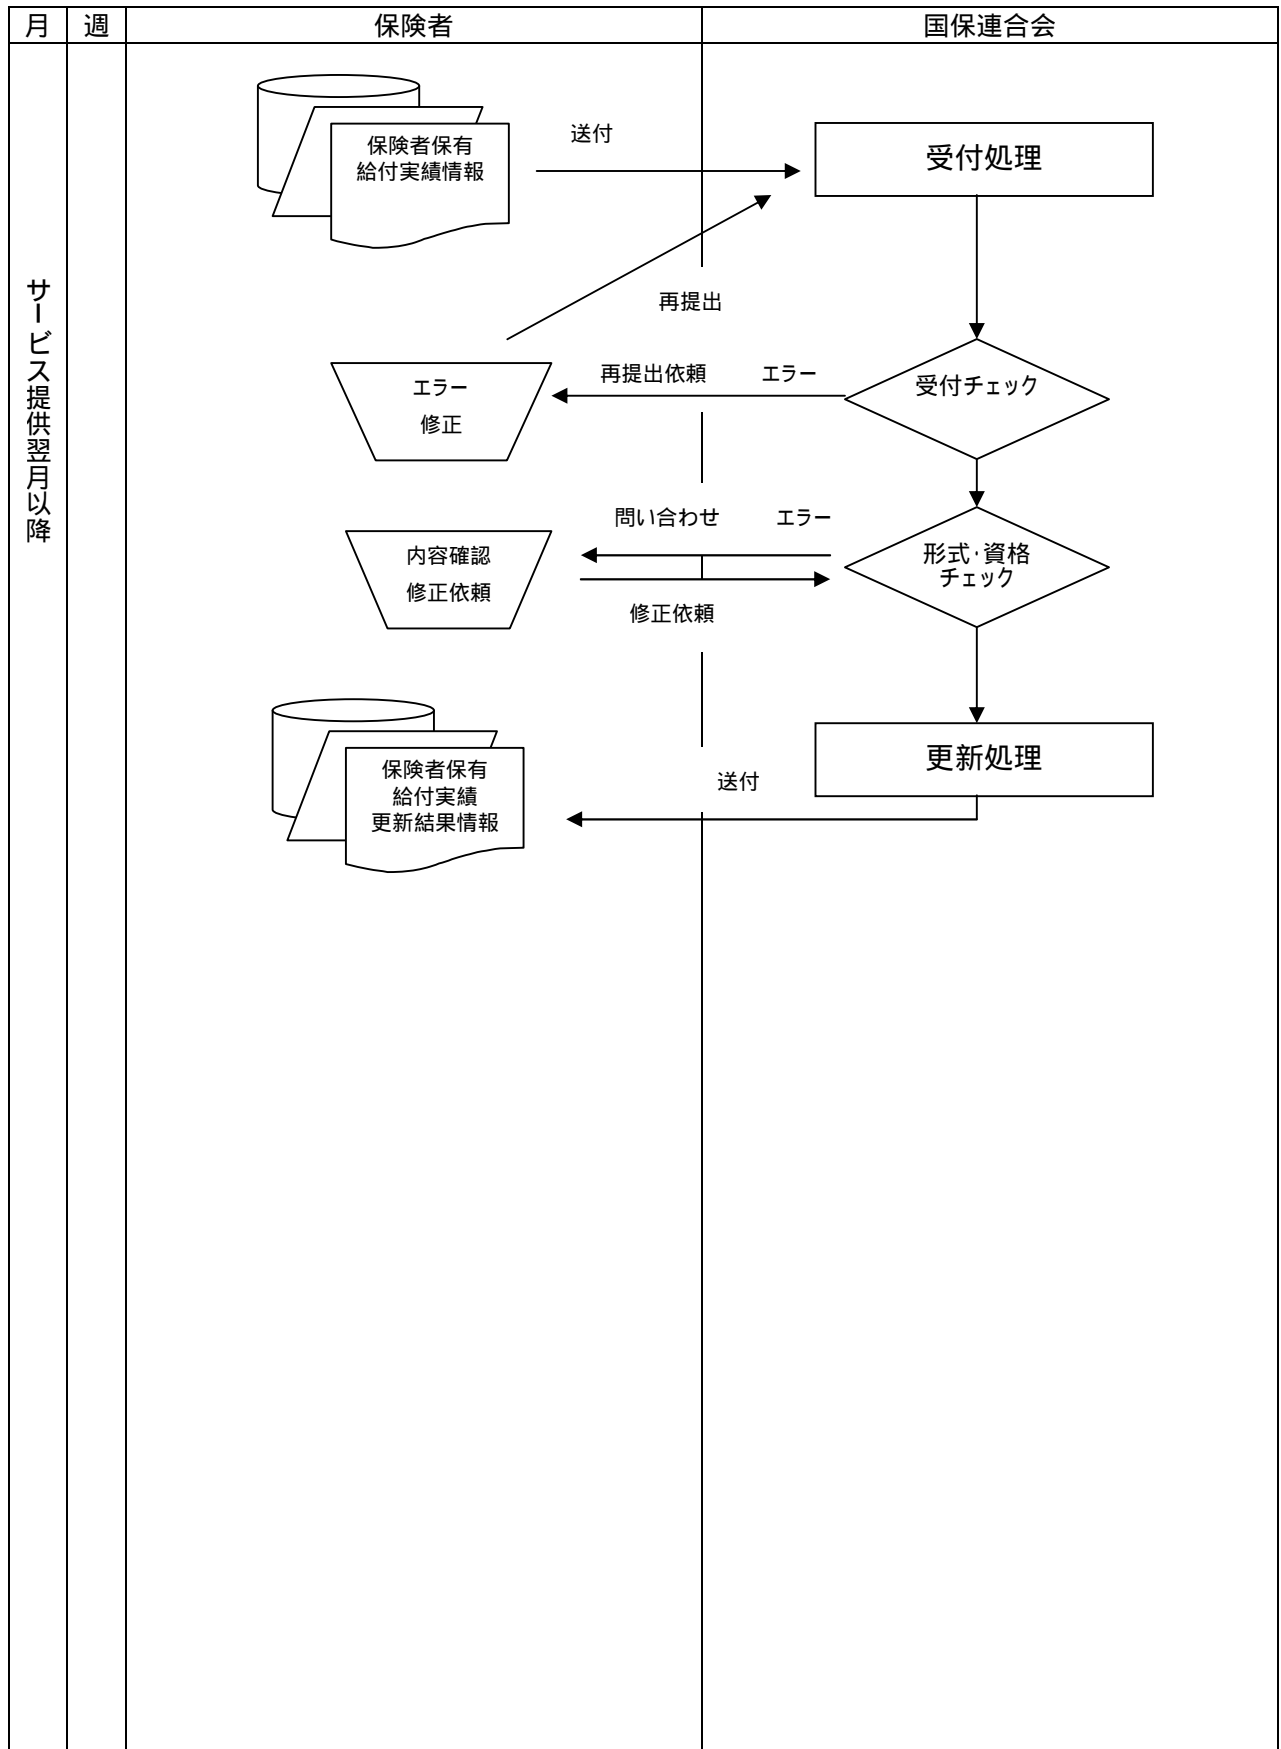 月
週
保険者
国保連合会
サービス提供翌月以降
保険者保有
給付実績情報
送付
受付処理
再提出
エラー
修正
再提出依頼
エラー
受付チェック
問い合わせ
エラー
内容確認
修正依頼
形式・資格
チェック
修正依頼
保険者保有
給付実績
更新結果情報
送付
更新処理